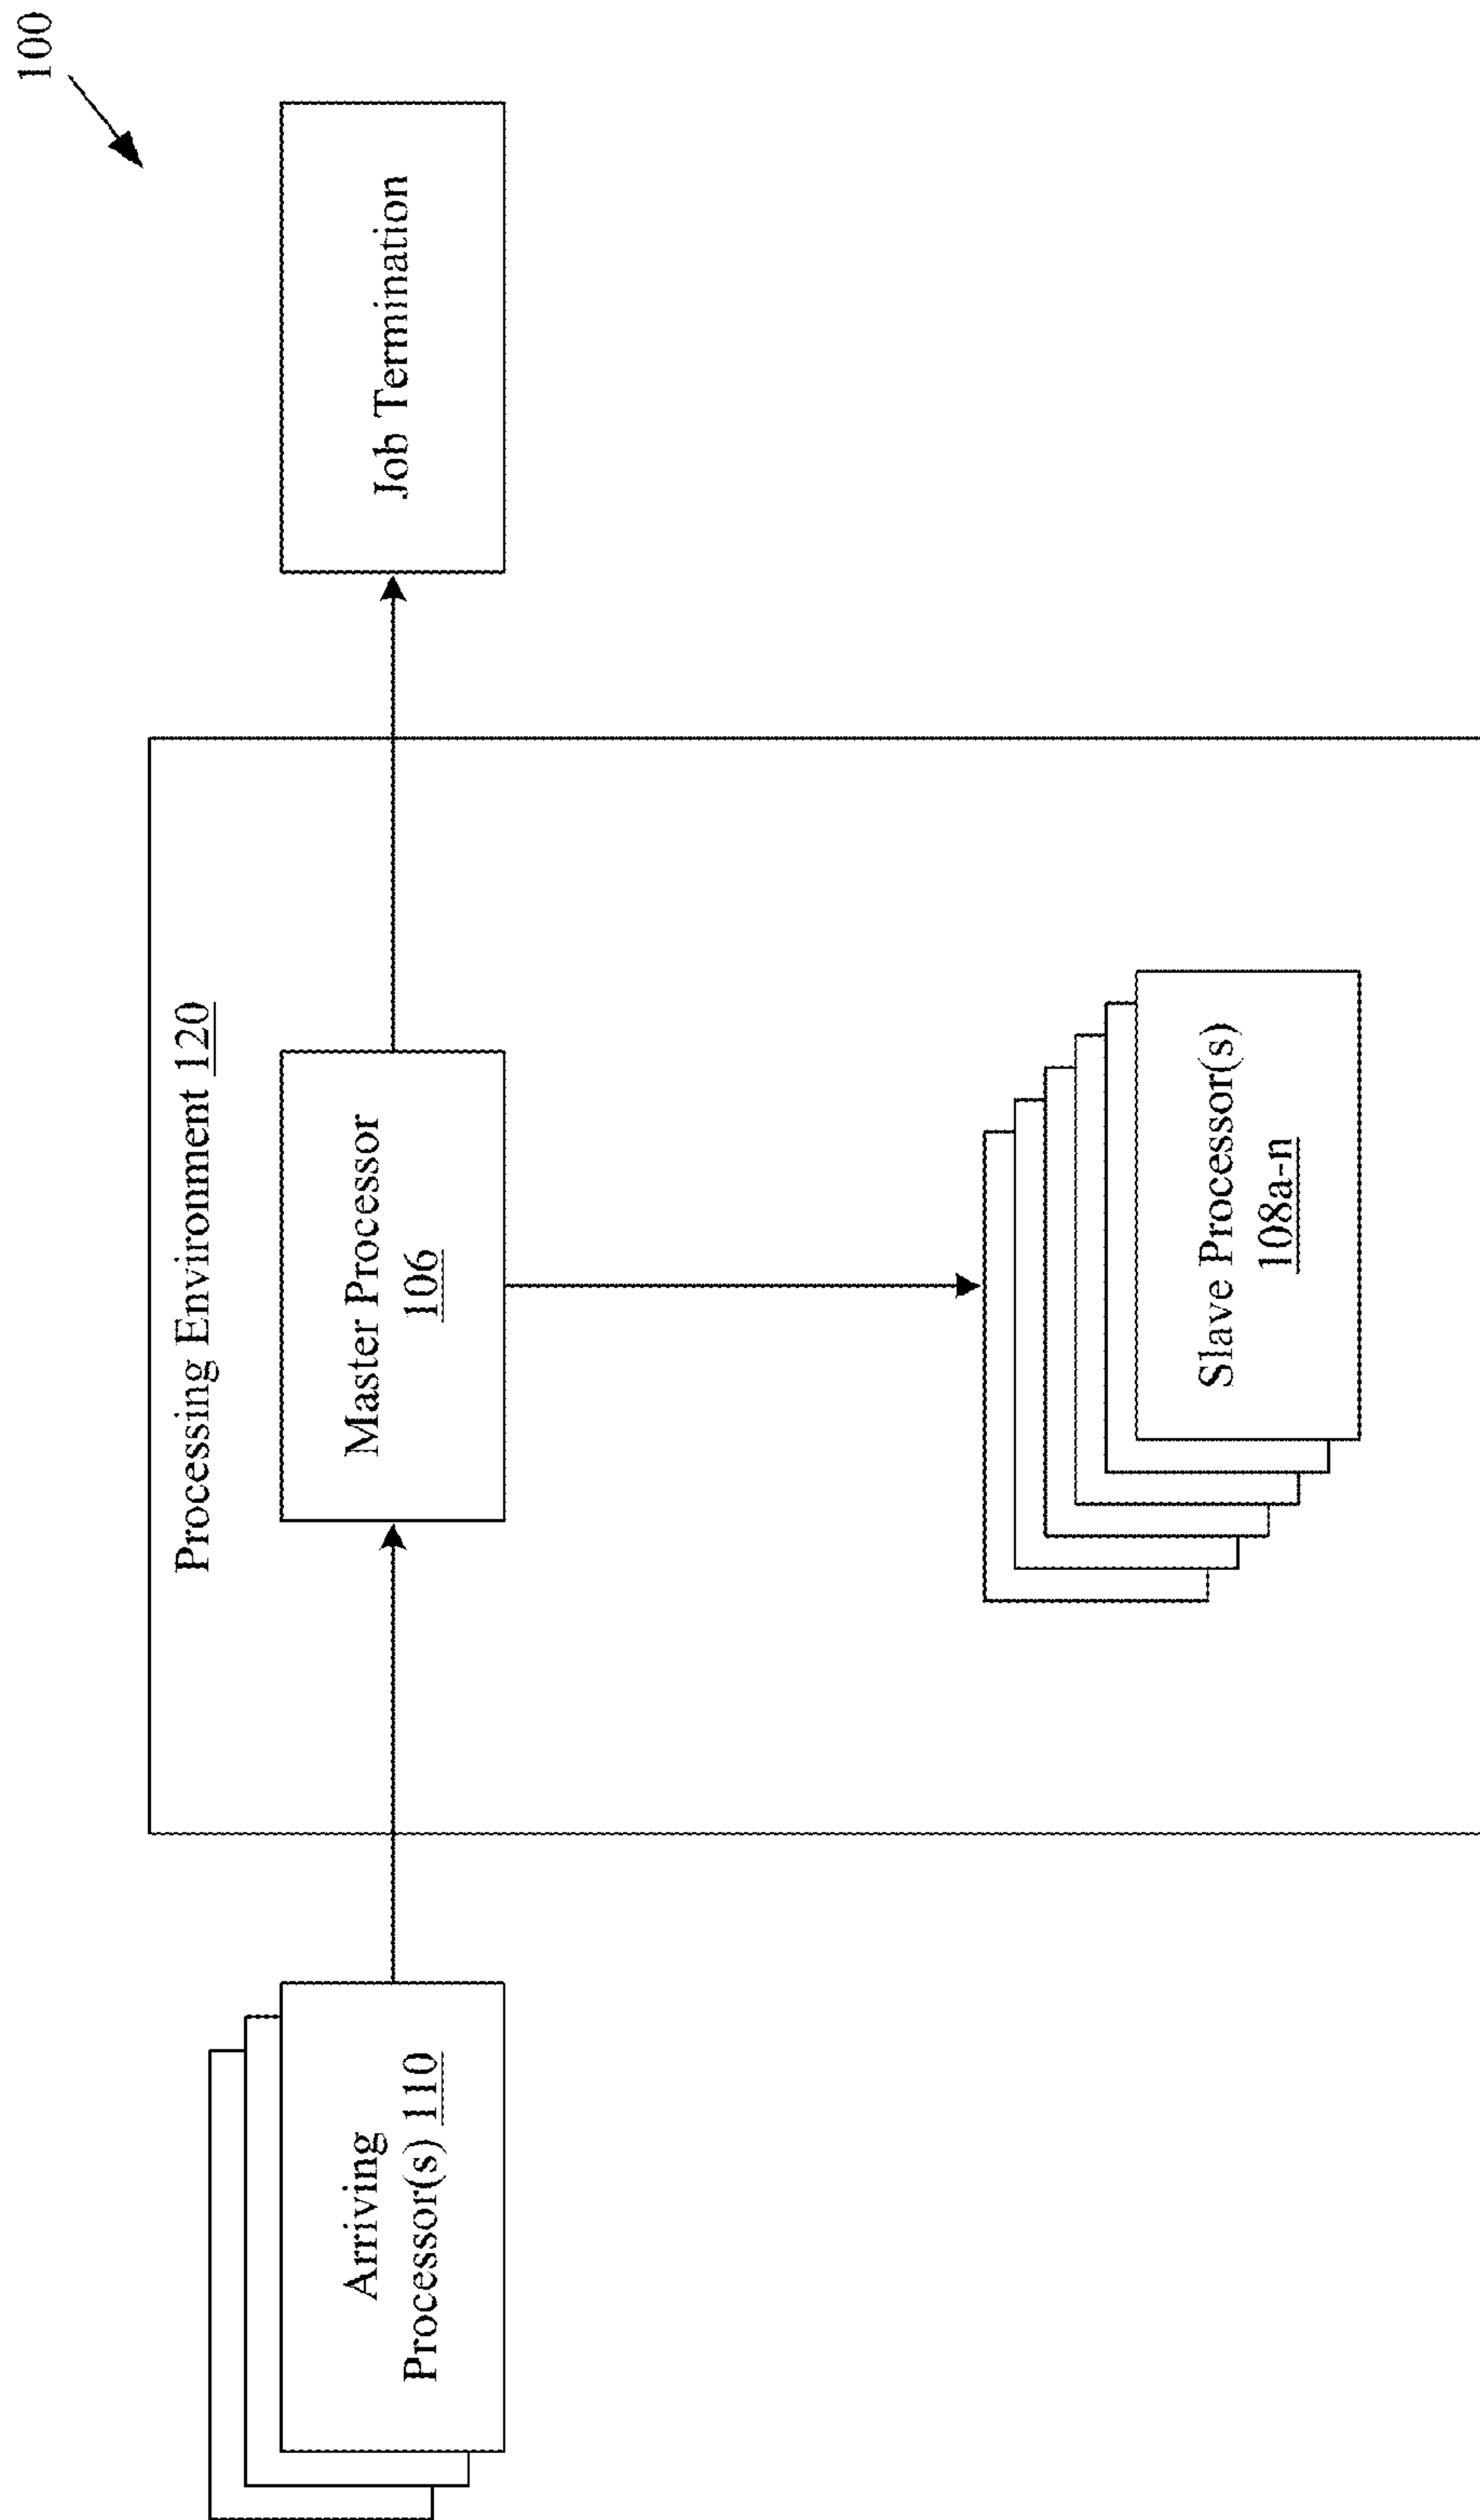 100
Processing Environment 120
Arriving
Processor(s) 110
Master Processor
106
Job Termination
Slave Processor(s)
108a-n